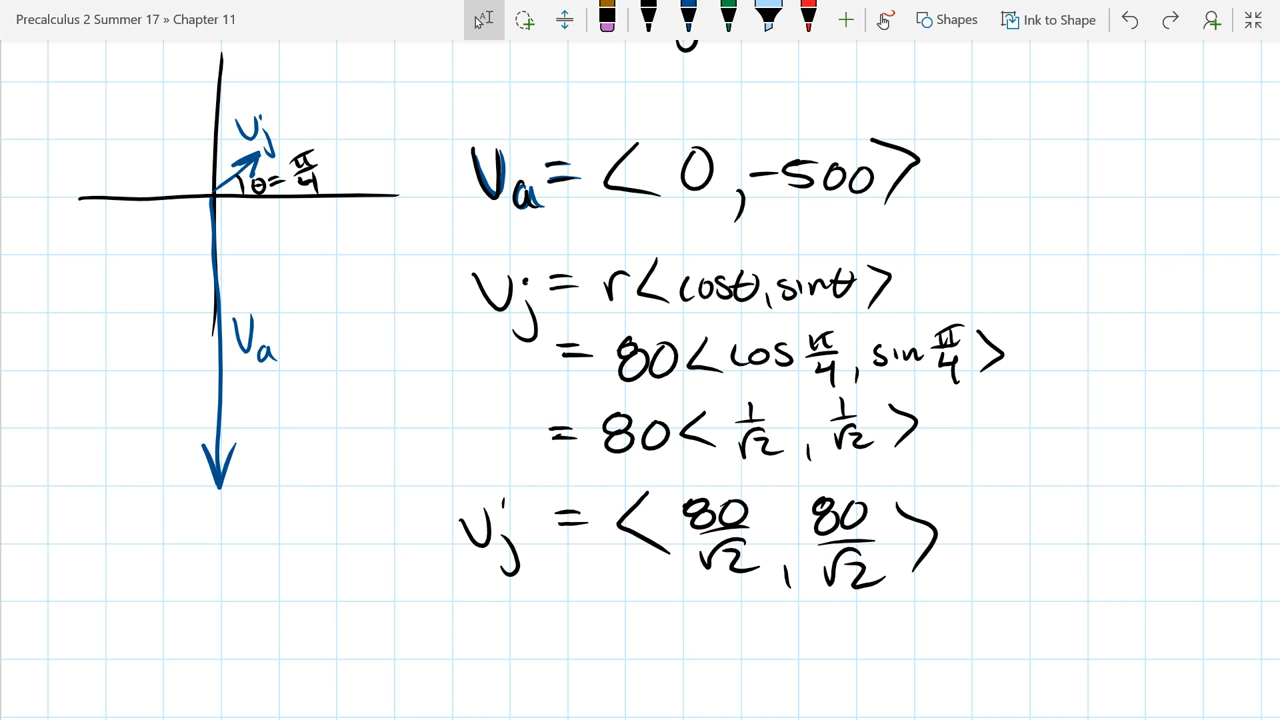 Precalculus 2 Summer 17 » Chapter 11
Shapes
Ink to Shape
Vj
θ = π/4
Va
Va = < 0 , -500 >
Vj = r< cosθ, sinθ >
= 80 < cos π/4 , sin π/4 >
= 80 < 1/√2 , 1/√2 >
Vj = < 80/√2 , 80/√2 >